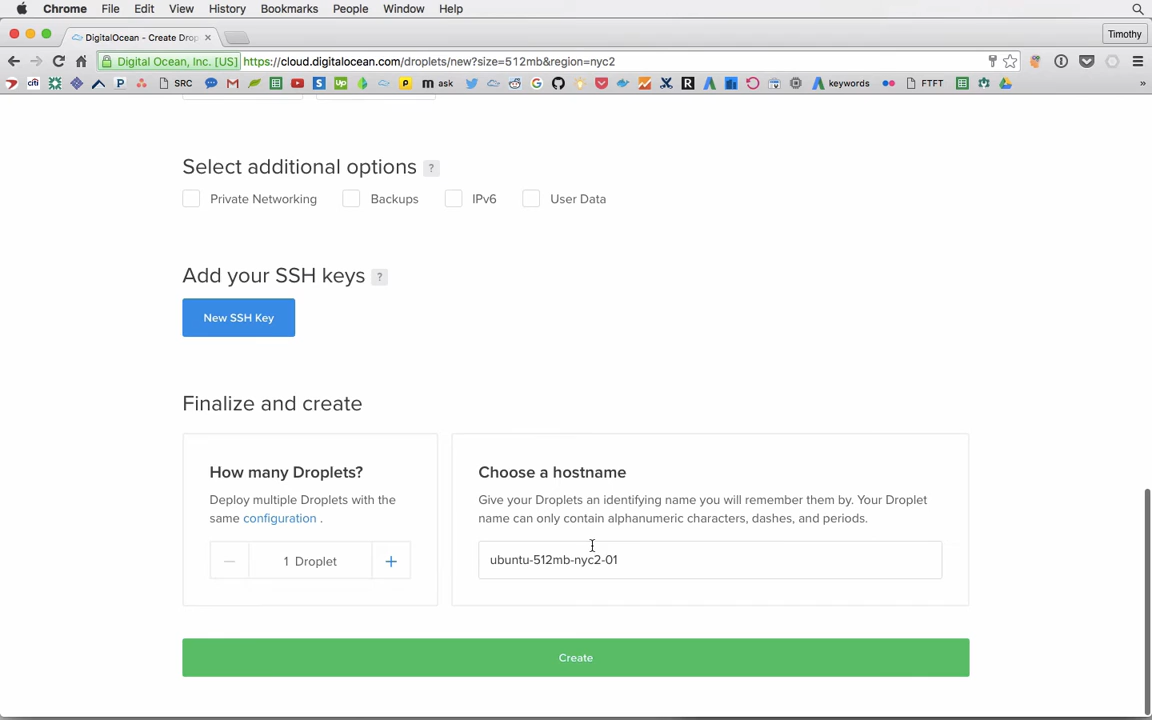 Chrome File Edit View History Bookmarks People Window Help
DigitalOcean - Create Drop
Timothy
Digital Ocean, Inc. [US] https://cloud.digitalocean.com/droplets/new?size=512mb&region=nyc2
SRC
ask
keywords
FTFT
Select additional options ?
Private Networking Backups IPv6 User Data
Add your SSH keys ?
New SSH Key
Finalize and create
How many Droplets?
Deploy multiple Droplets with the
same configuration .
1 Droplet
Choose a hostname
Give your Droplets an identifying name you will remember them by. Your Droplet
name can only contain alphanumeric characters, dashes, and periods.
ubuntu-512mb-nyc2-01
Create